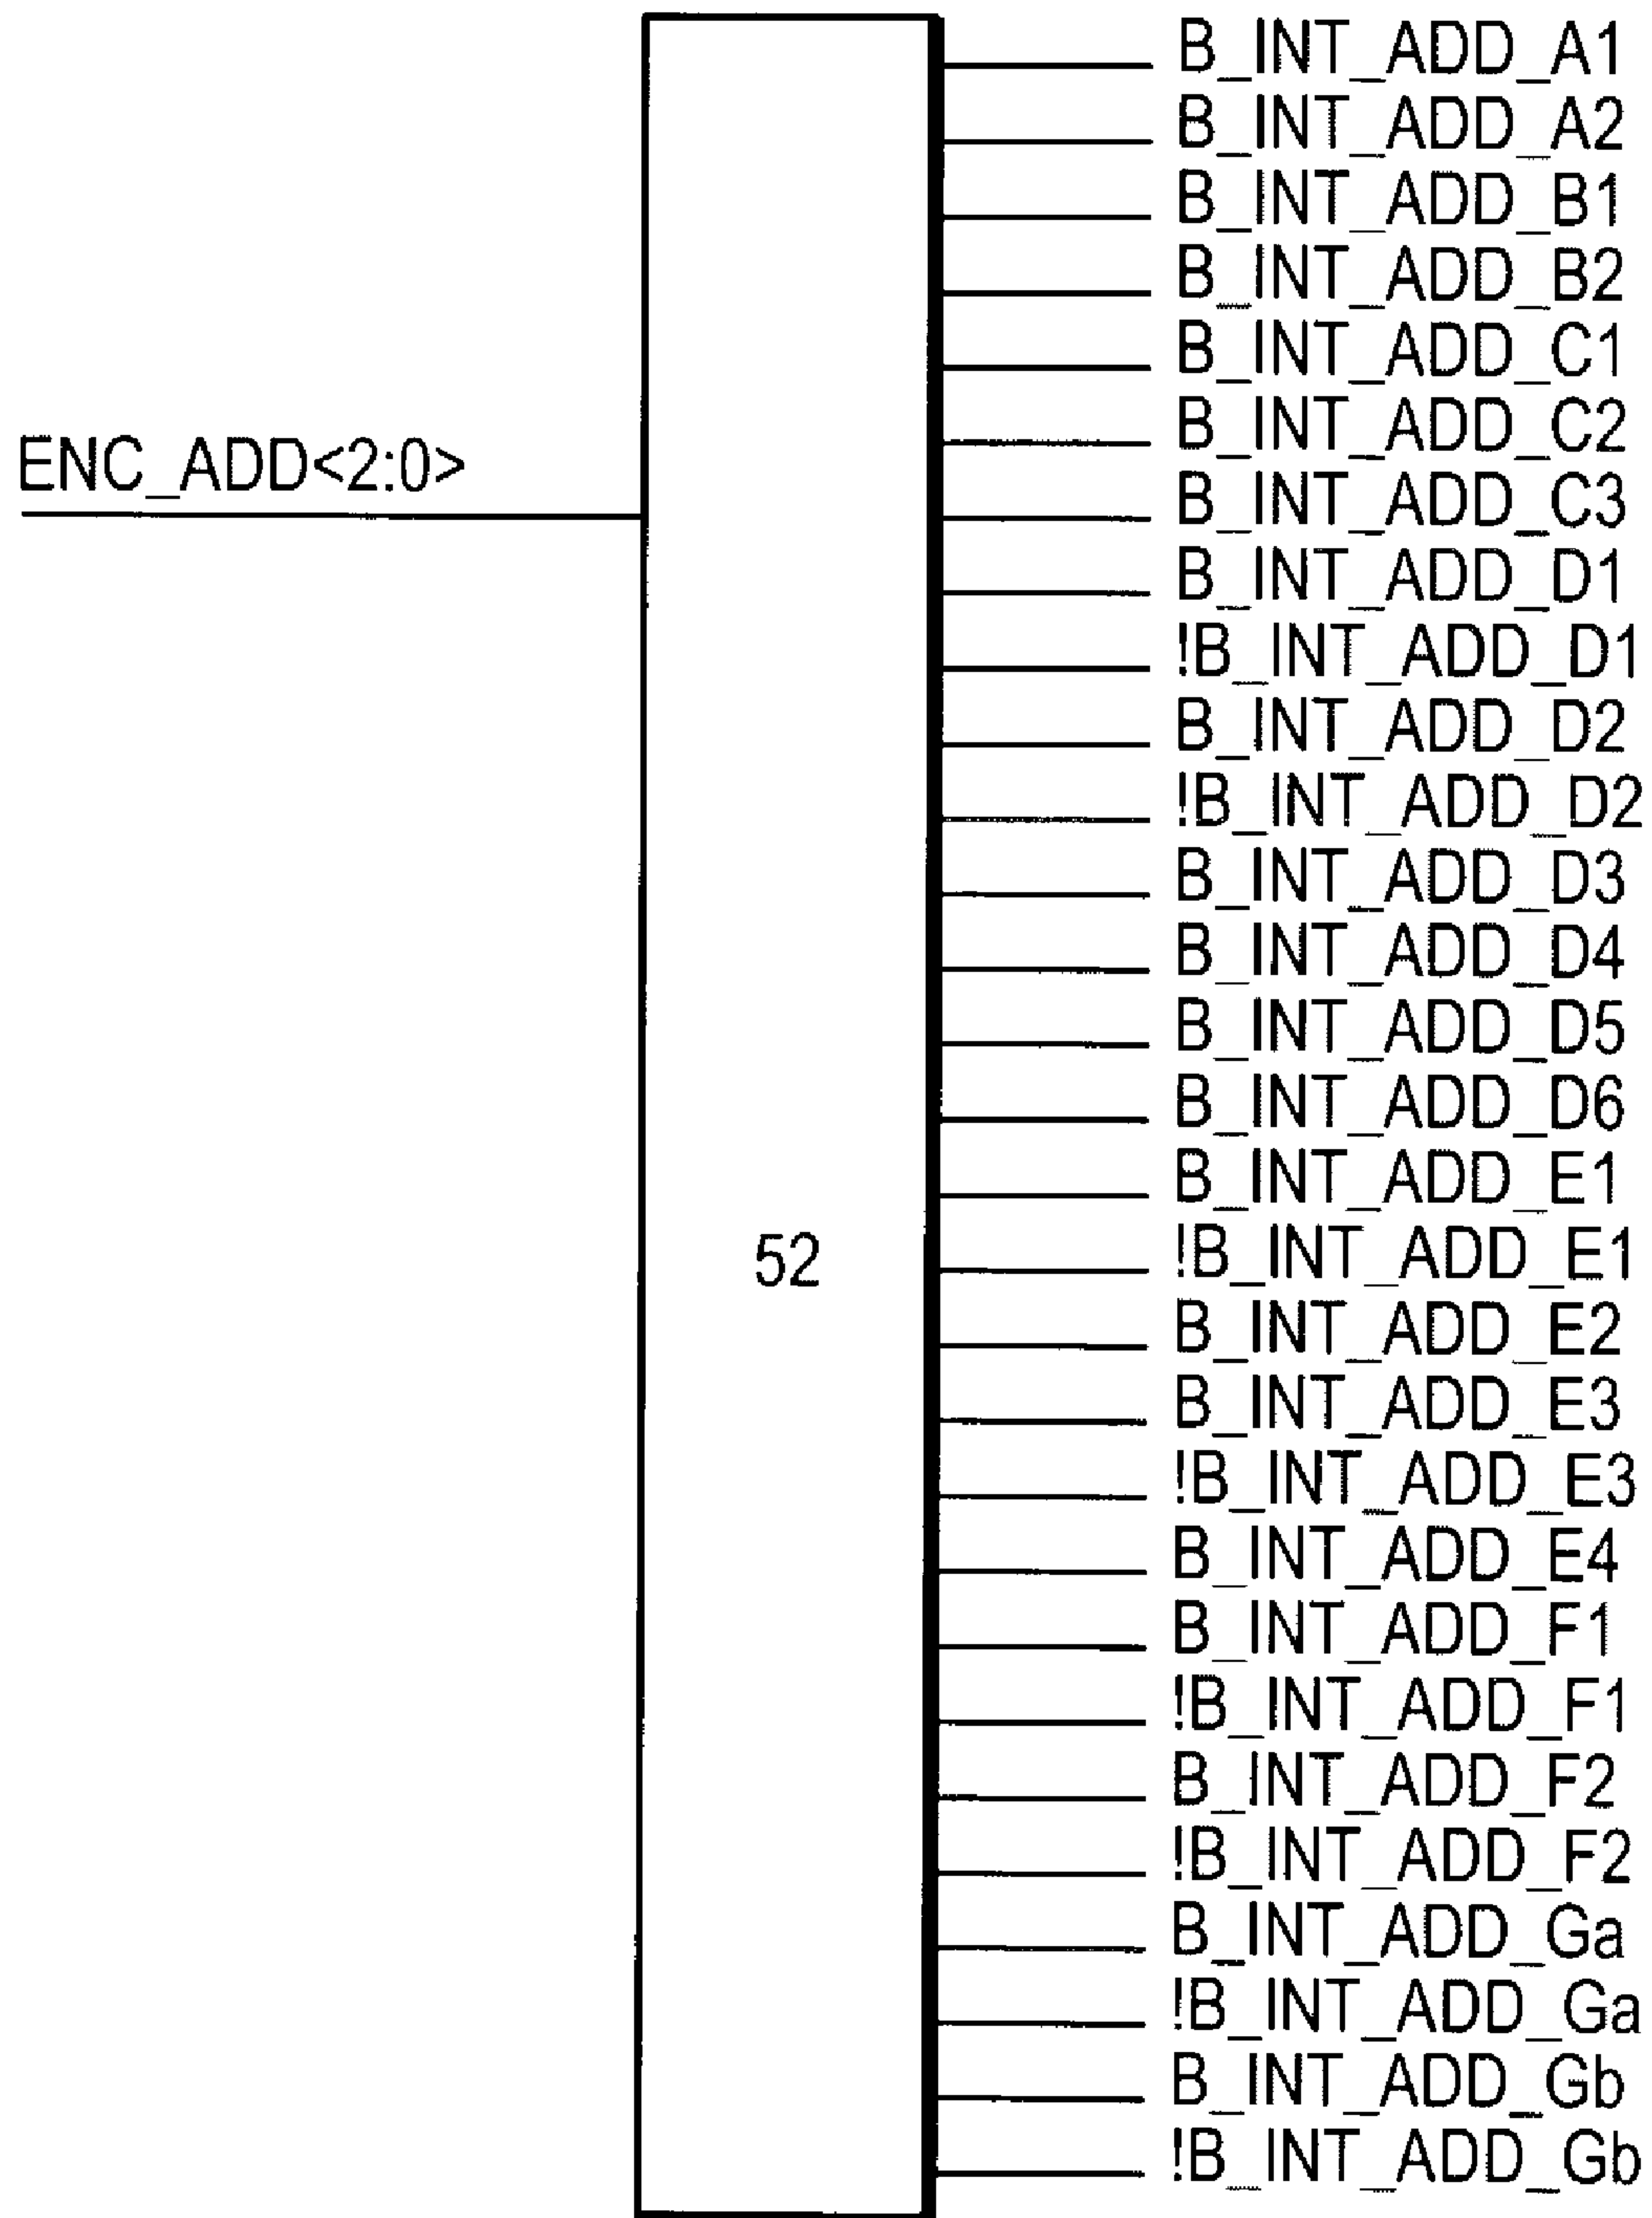 B_INT_ADD_A1
B_INT_ADD_A2
B_INT_ADD_B1
B_INT_ADD_B2
B_INT_ADD_C1
B_INT_ADD_C2
ENC_ADD<2:0>
B_INT_ADD_C3
B_INT_ADD_D1
!B_INT_ADD_D1
B_INT_ADD_D2
!B_INT_ADD_D2
B_INT_ADD_D3
B_INT_ADD_D4
B_INT_ADD_D5
B_INT_ADD_D6
B_INT_ADD_E1
52
!B_INT_ADD_E1
B_INT_ADD_E2
B_INT_ADD_E3
!B_INT_ADD_E3
B_INT_ADD_E4
B_INT_ADD_F1
!B_INT_ADD_F1
B_INT_ADD_F2
!B_INT_ADD_F2
B_INT_ADD_Ga
!B_INT_ADD_Ga
B_INT_ADD_Gb
!B_INT_ADD_Gb